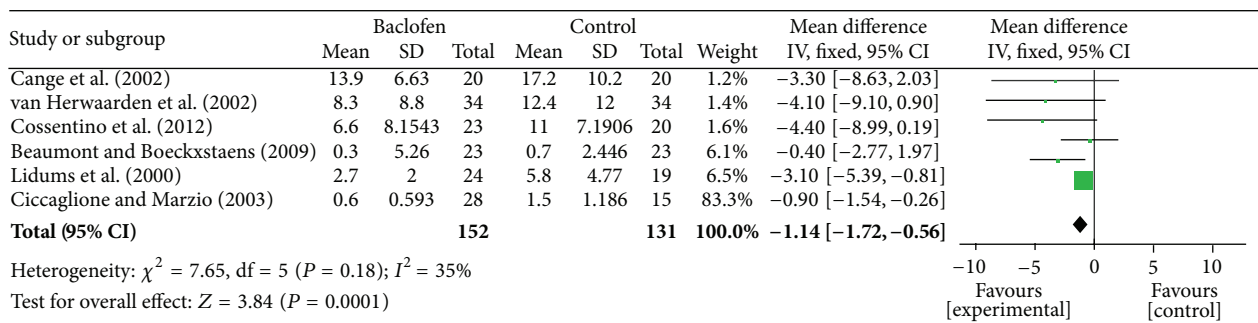 Baclofen Control Mean difference Mean difference
Study or subgroup Mean SD Total Mean SD Total Weight IV, fixed, 95% CI IV, fixed, 95% CI
Cange et al. (2002) 13.9 6.63 20 17.2 10.2 20 1.2% −3.30 [−8.63, 2.03]
van Herwaarden et al. (2002) 8.3 8.8 34 12.4 12 34 1.4% −4.10 [−9.10, 0.90]
Cossentino et al. (2012) 6.6 8.1543 23 11 7.1906 20 1.6% −4.40 [−8.99, 0.19]
Beaumont and Boeckxstaens (2009) 0.3 5.26 23 0.7 2.446 23 6.1% −0.40 [−2.77, 1.97]
Lidums et al. (2000) 2.7 2 24 5.8 4.77 19 6.5% −3.10 [−5.39, −0.81]
Ciccaglione and Marzio (2003) 0.6 0.593 28 1.5 1.186 15 83.3% −0.90 [−1.54, −0.26]
Total (95% CI) 152 131 100.0% −1.14 [−1.72, −0.56]
Heterogeneity: χ² = 7.65, df = 5 (P = 0.18); I² = 35%
Test for overall effect: Z = 3.84 (P = 0.0001)
−10 −5 0 5 10
Favours Favours
[experimental] [control]